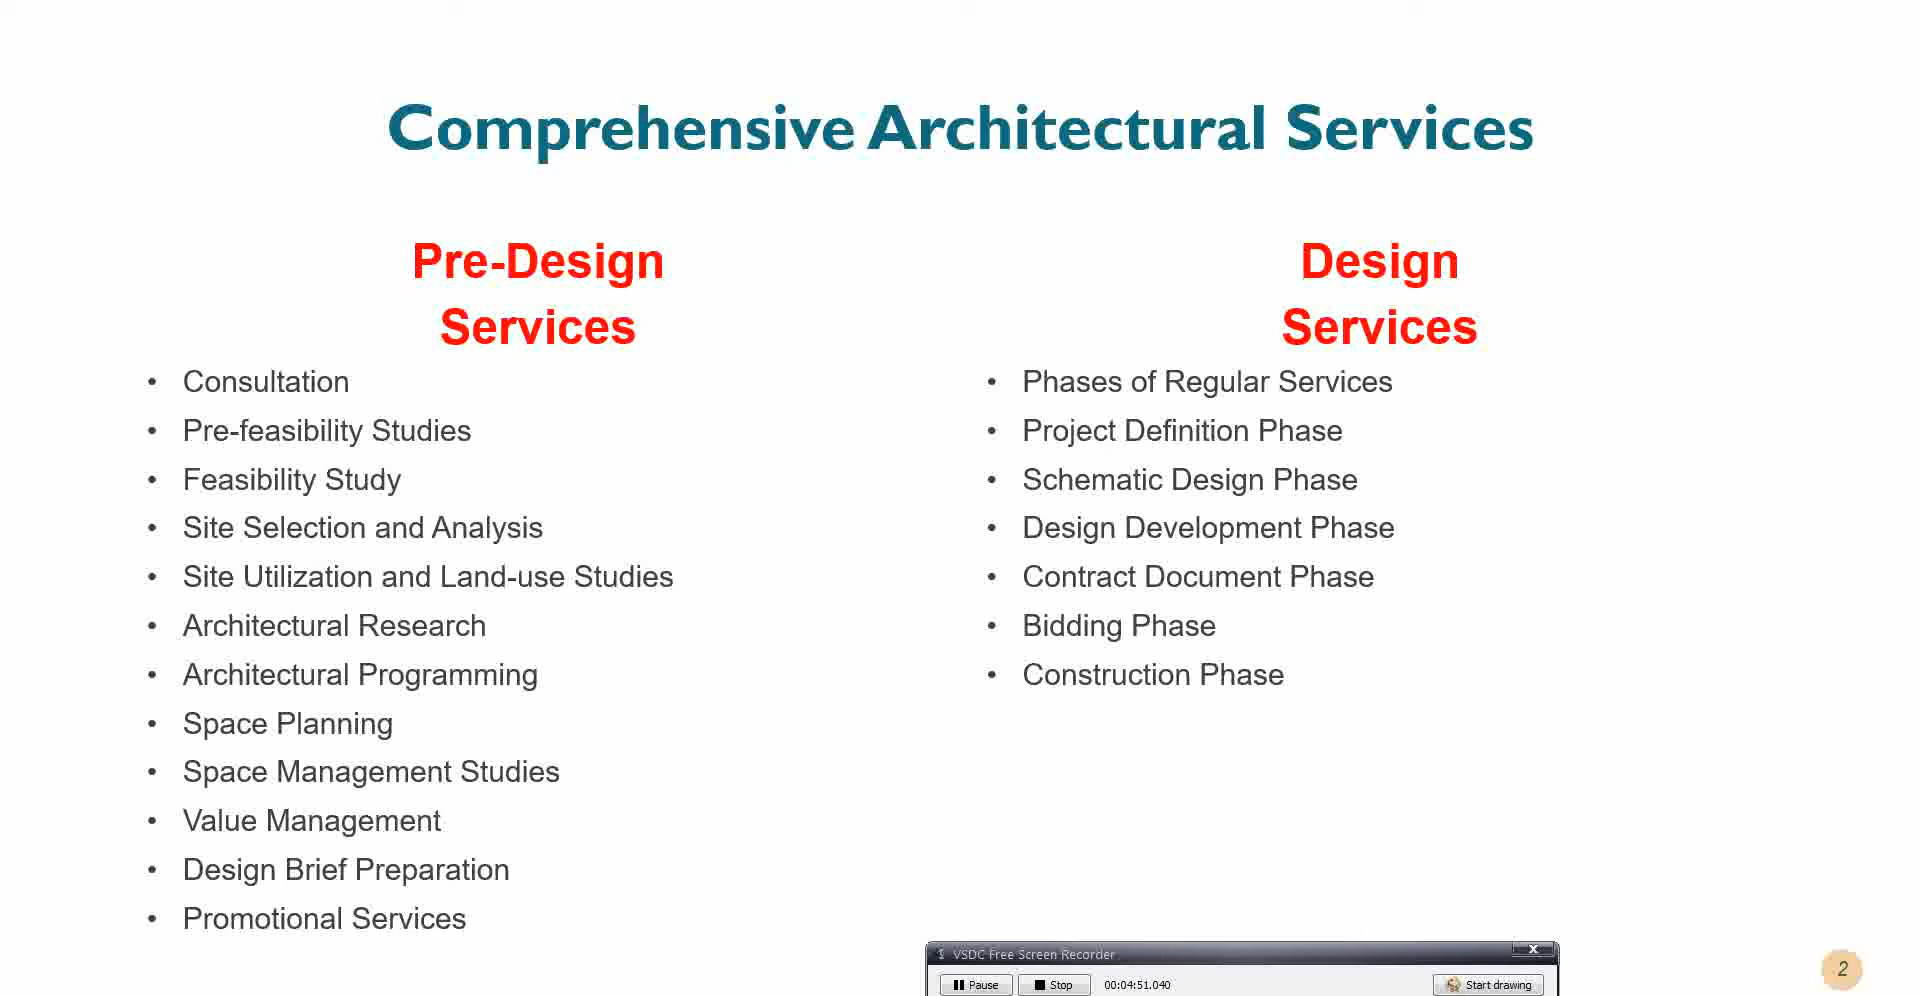 Comprehensive Architectural Services
Pre-Design
Services
• Consultation
• Pre-feasibility Studies
• Feasibility Study
• Site Selection and Analysis
• Site Utilization and Land-use Studies
• Architectural Research
• Architectural Programming
• Space Planning
• Space Management Studies
• Value Management
• Design Brief Preparation
• Promotional Services
Design
Services
• Phases of Regular Services
• Project Definition Phase
• Schematic Design Phase
• Design Development Phase
• Contract Document Phase
• Bidding Phase
• Construction Phase
VSDC Free Screen Recorder
Pause Stop 00:04:51.040 Start drawing
2